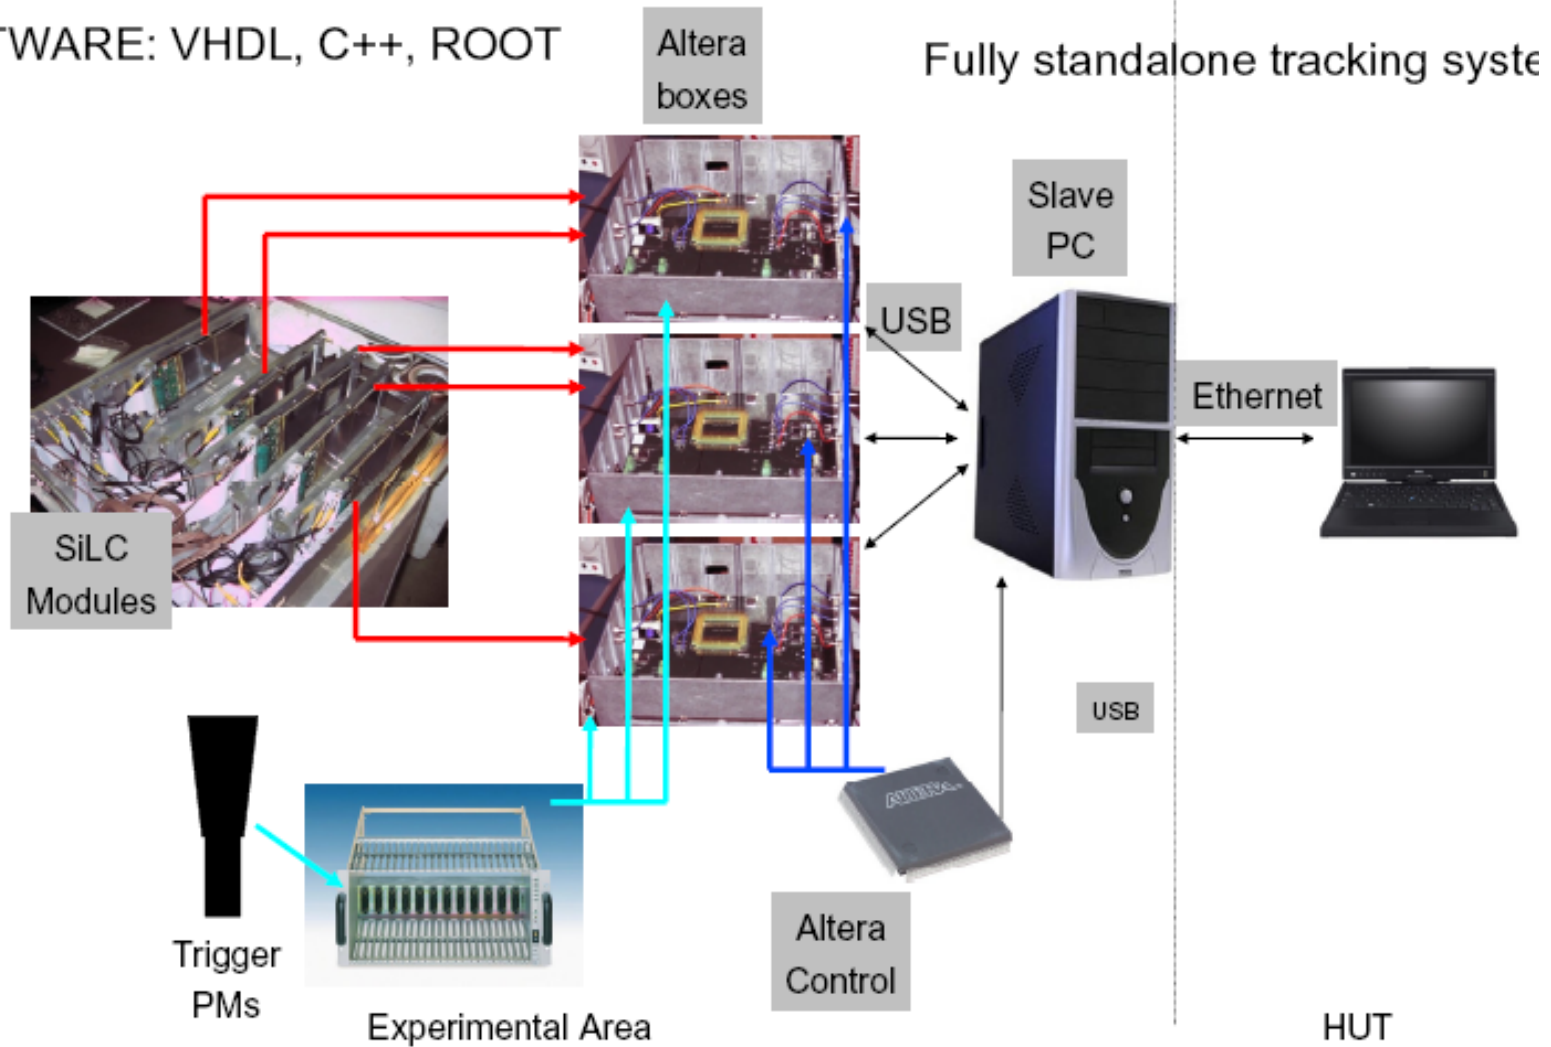 TWARE: VHDL, C++, ROOT
Altera
boxes
Fully standalone tracking syste
Slave
PC
USB
Ethernet
SiLC
Modules
USB
ALTERA
Altera
Control
Trigger
PMs
Experimental Area
HUT